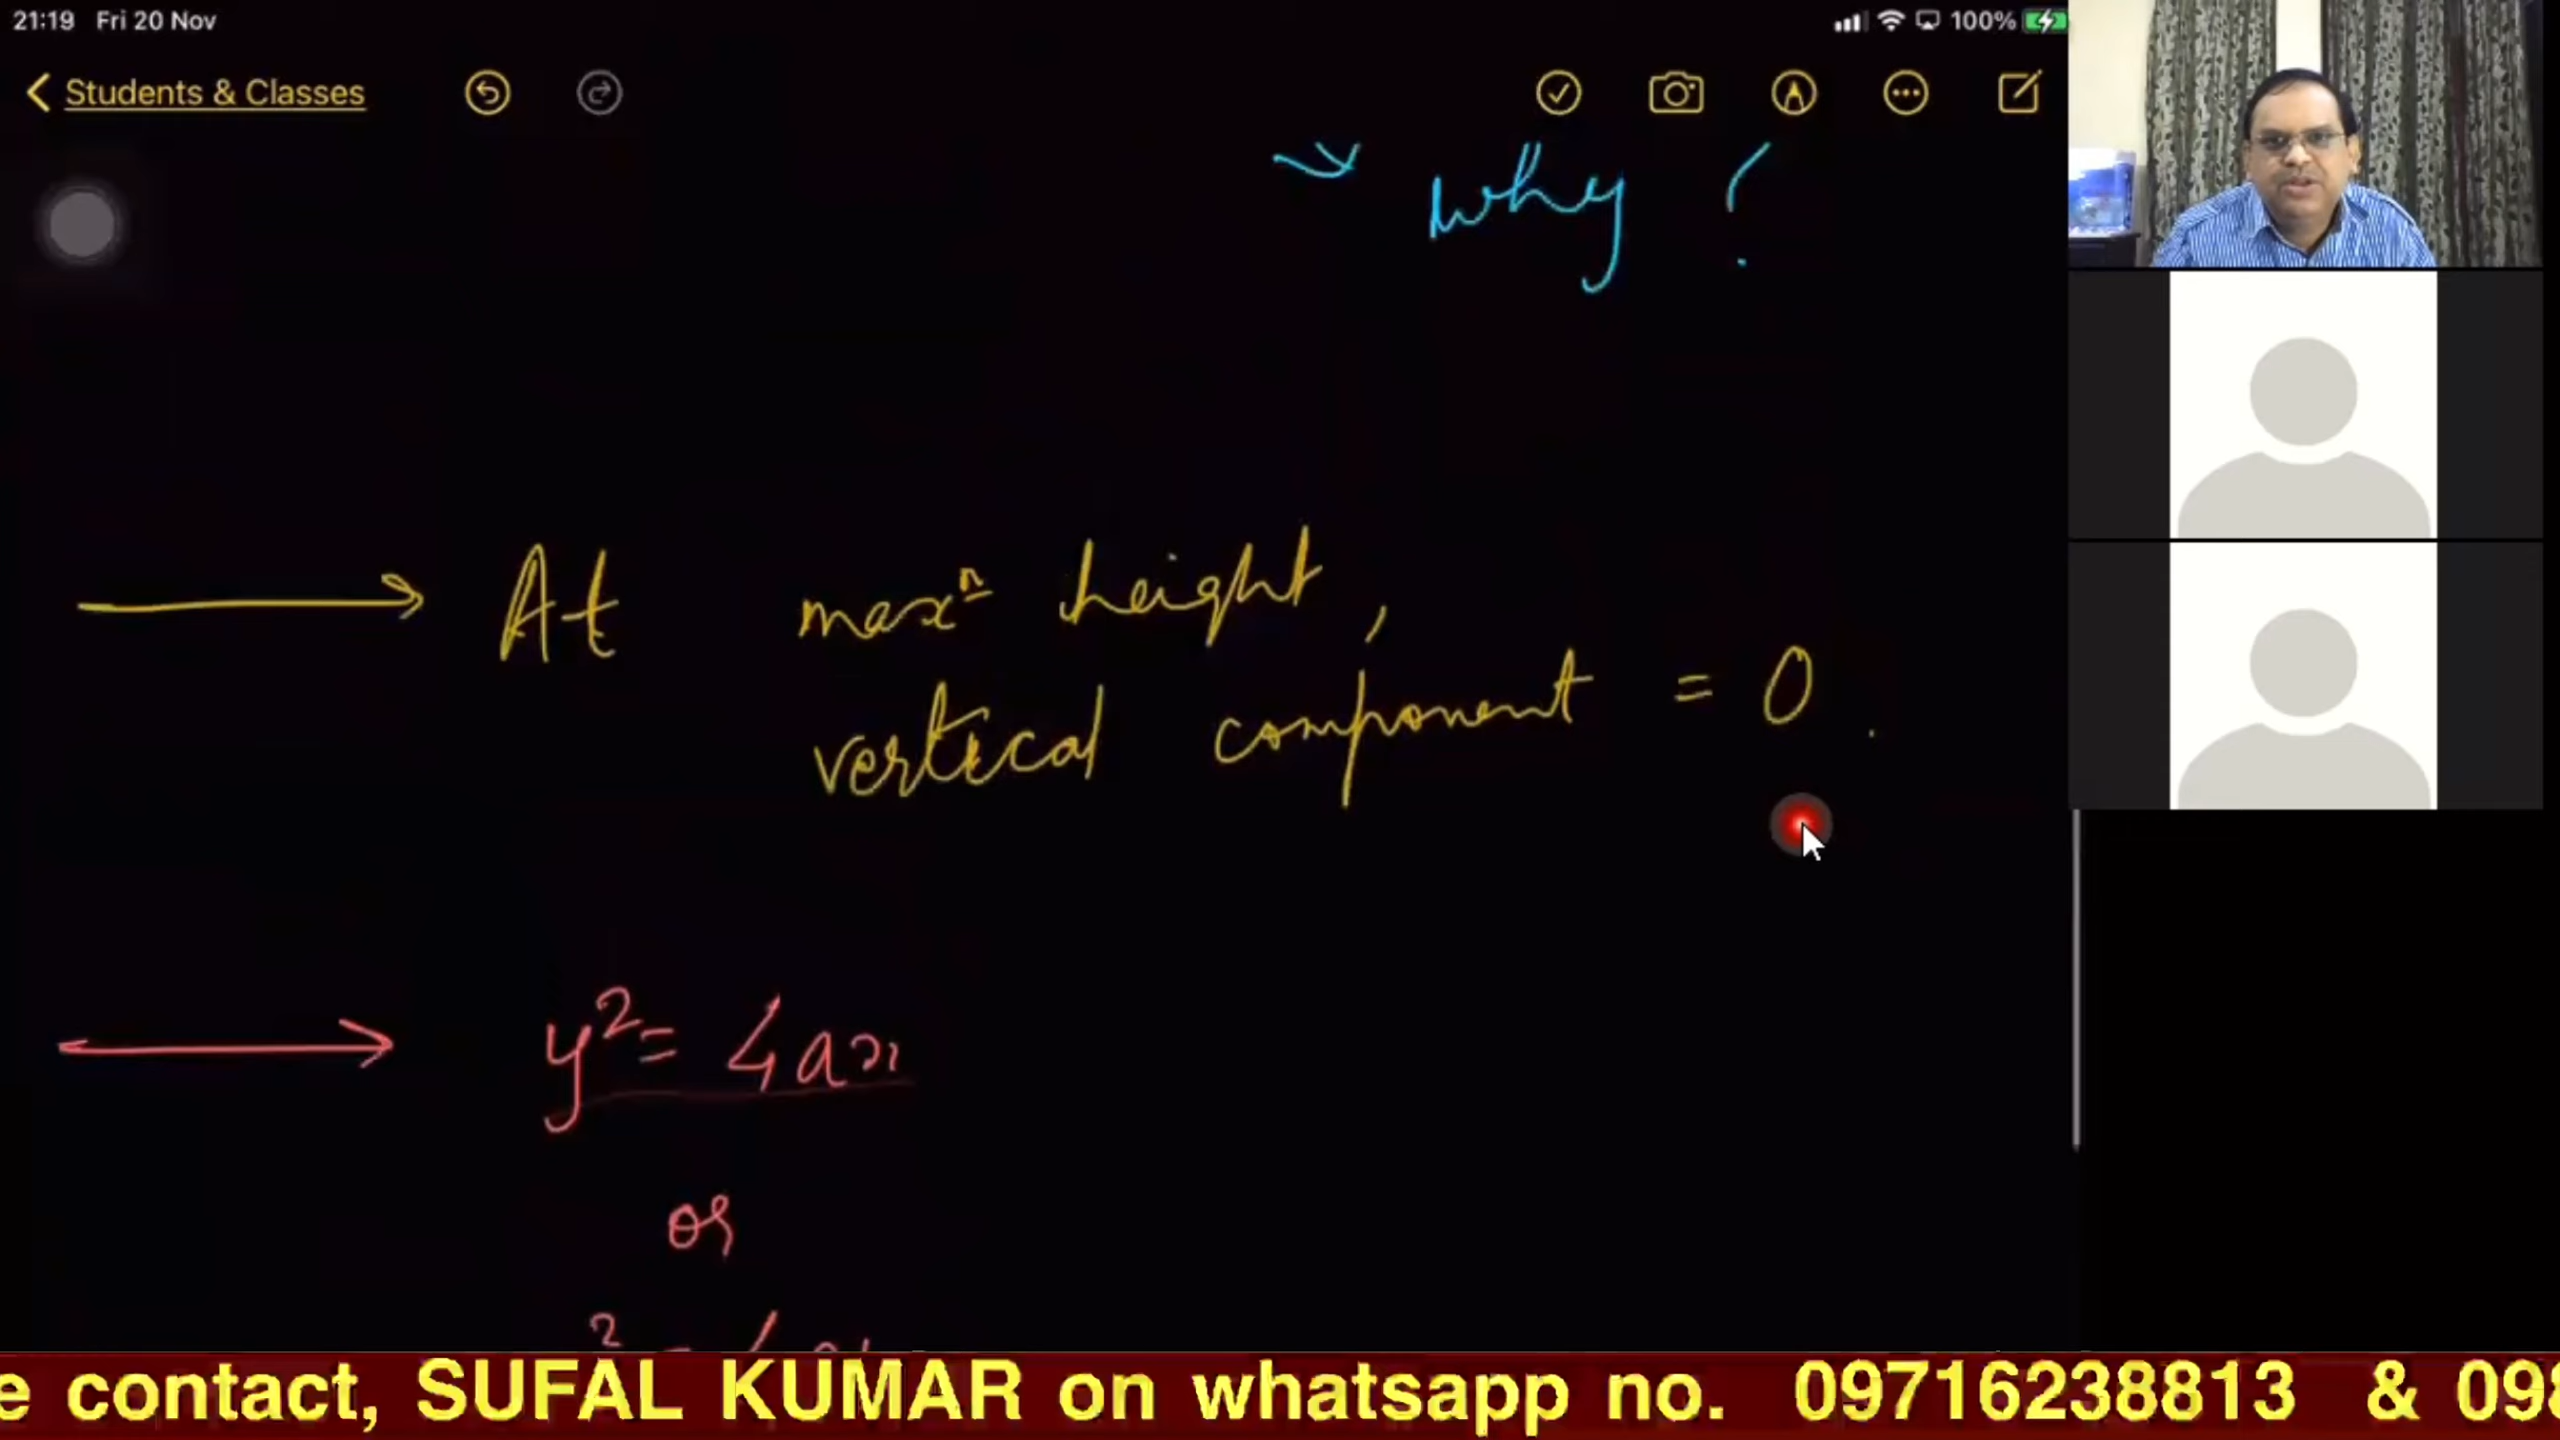 21:19 Fri 20 Nov
100%
Students & Classes
why ?
At maxⁿ height,
vertical component = 0.
y² = 4ax
or
e contact, SUFAL KUMAR on whatsapp no. 09716238813 & 098